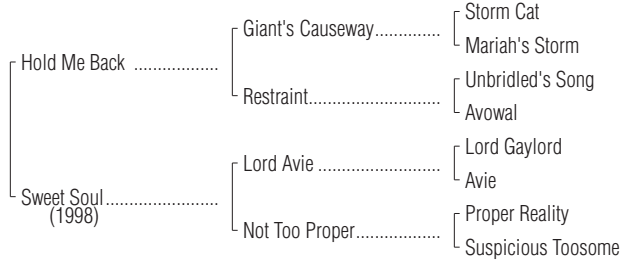 Storm Cat
Giant's Causeway..............
Mariah's Storm
Hold Me Back ..................
Unbridled's Song
Restraint............................
Avowal
Lord Gaylord
Lord Avie ..........................
Avie
Sweet Soul........................
(1998)
Proper Reality
Not Too Proper..................
Suspicious Toosome